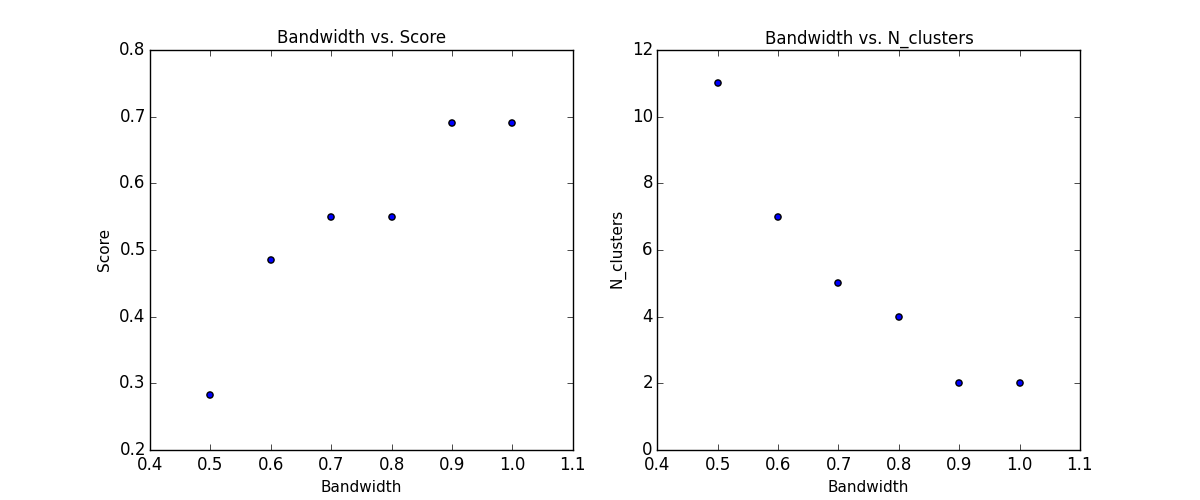 Bandwidth vs. Score
0.8
0.7
0.6
0.5
0.4
0.3
0.2
Score
0.4 0.5 0.6 0.7 0.8 0.9 1.0 1.1
Bandwidth
Bandwidth vs. N_clusters
12
10
8
6
4
2
0
N_clusters
0.4 0.5 0.6 0.7 0.8 0.9 1.0 1.1
Bandwidth